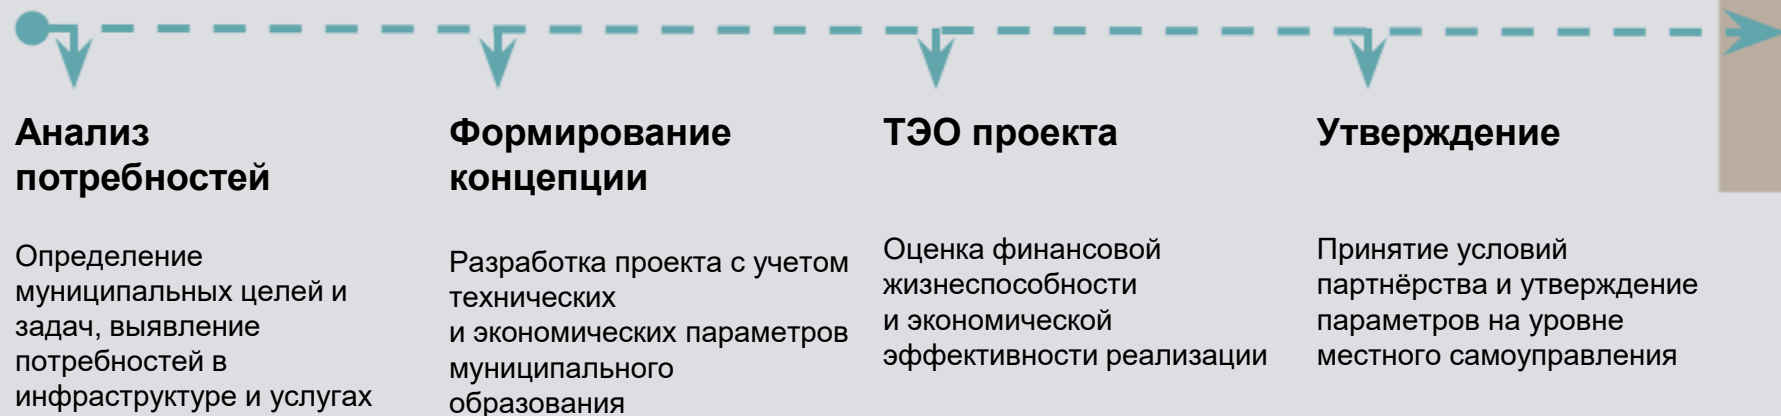 Анализ
потребностей
Определение
муниципальных целей и
задач, выявление
потребностей в
инфраструктуре и услугах
Формирование
концепции
Разработка проекта с учетом
технических
и экономических параметров
муниципального
образования
ТЭО проекта
Оценка финансовой
жизнеспособности
и экономической
эффективности реализации
Утверждение
Принятие условий
партнёрства и утверждение
параметров на уровне
местного самоуправления